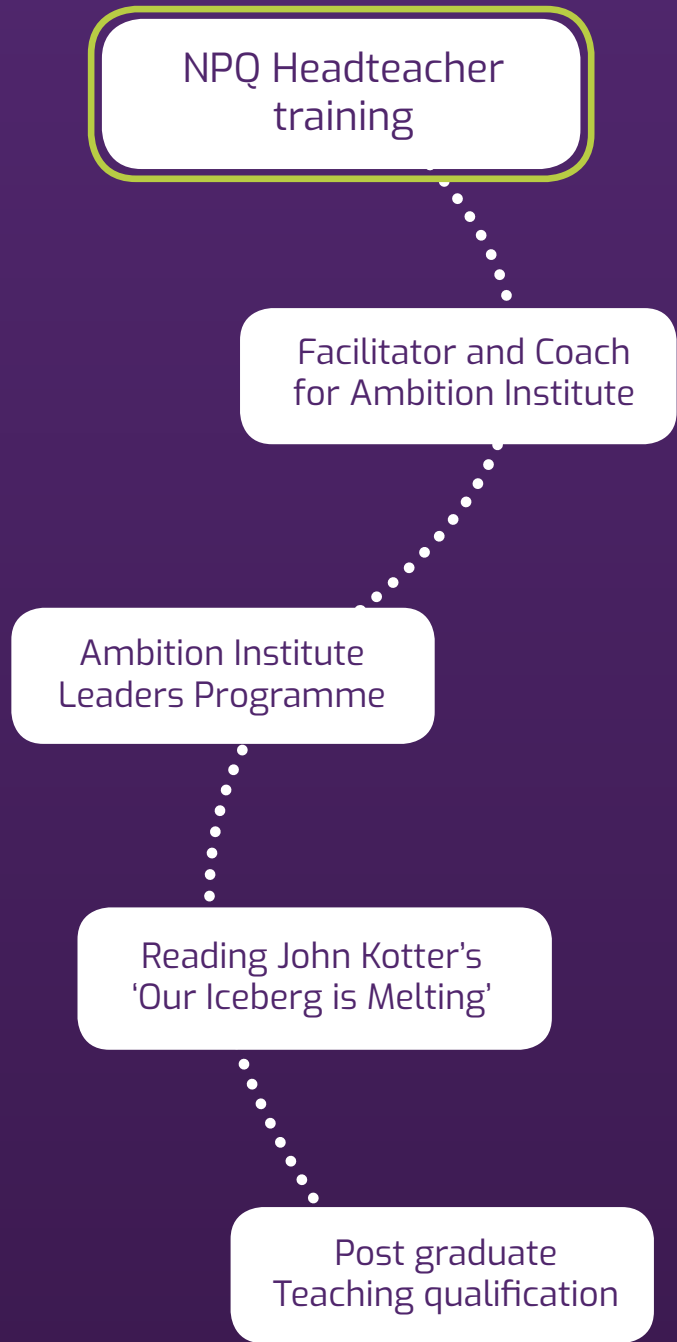 NPQ Headteacher
training
Facilitator and Coach
for Ambition Institute
Ambition Institute
Leaders Programme
Reading John Kotter’s
‘Our Iceberg is Melting’
Post graduate
Teaching qualification